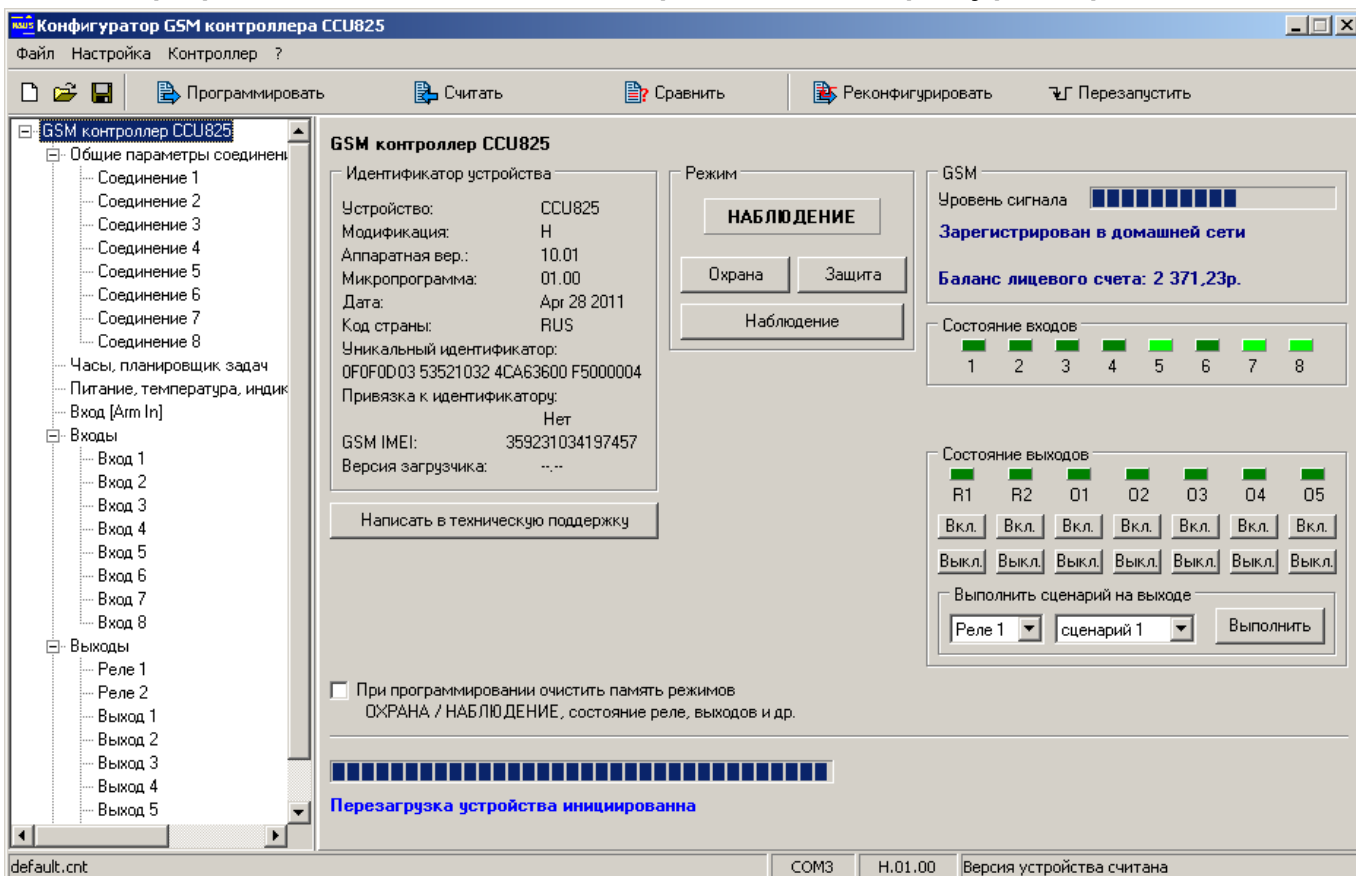 Конфигуратор GSM контроллера CCU825
Файл Настройка Контроллер ?
Программировать Считать Сравнить Реконфигурировать Перезапустить
GSM контроллер CCU825
Общие параметры соединени
Соединение 1
Соединение 2
Соединение 3
Соединение 4
Соединение 5
Соединение 6
Соединение 7
Соединение 8
Часы, планировщик задач
Питание, температура, индик
Вход [Arm In]
Входы
Вход 1
Вход 2
Вход 3
Вход 4
Вход 5
Вход 6
Вход 7
Вход 8
Выходы
Реле 1
Реле 2
Выход 1
Выход 2
Выход 3
Выход 4
Выход 5
GSM контроллер CCU825
Идентификатор устройства
Устройство: CCU825
Модификация: H
Аппаратная вер.: 10.01
Микропрограмма: 01.00
Дата: Apr 28 2011
Код страны: RUS
Уникальный идентификатор:
0F0F0D03 53521032 4CA63600 F5000004
Привязка к идентификатору:
Нет
GSM IMEI: 359231034197457
Версия загрузчика: --.--
Написать в техническую поддержку
Режим
НАБЛЮДЕНИЕ
Охрана Защита
Наблюдение
GSM
Уровень сигнала
Зарегистрирован в домашней сети
Баланс лицевого счета: 2 371,23р.
Состояние входов
1 2 3 4 5 6 7 8
Состояние выходов
R1 R2 O1 O2 O3 O4 O5
Вкл. Вкл. Вкл. Вкл. Вкл. Вкл. Вкл.
Выкл. Выкл. Выкл. Выкл. Выкл. Выкл. Выкл.
Выполнить сценарий на выходе
Реле 1 сценарий 1 Выполнить
При программировании очистить память режимов
ОХРАНА / НАБЛЮДЕНИЕ, состояние реле, выходов и др.
Перезагрузка устройства инициированна
default.cnt COM3 H.01.00 Версия устройства считана